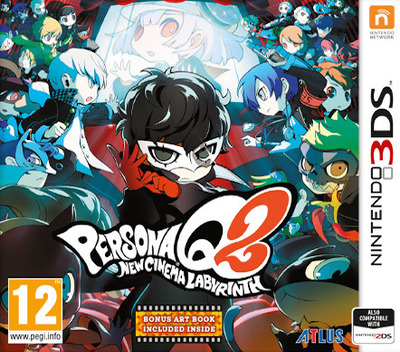 NINTENDO
NETWORK
NINTENDO 3DS
PERSONA Q2
NEW CINEMA LABYRINTH
12
www.pegi.info
BONUS ART BOOK
INCLUDED INSIDE
ATLUS
ALSO
COMPATIBLE
WITH
NINTENDO 2DS